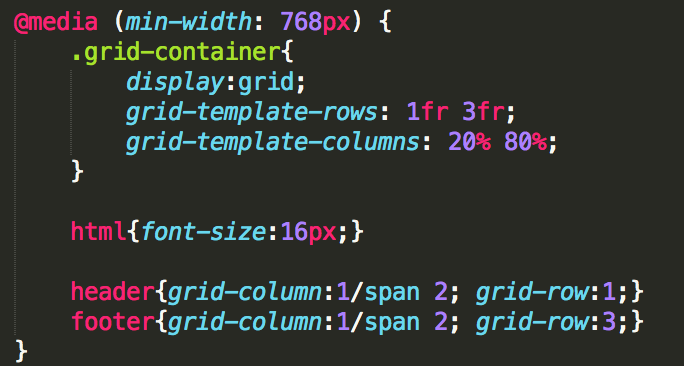 @media (min-width: 768px) {
    .grid-container{
        display:grid;
        grid-template-rows: 1fr 3fr;
        grid-template-columns: 20% 80%;
    }
    html{font-size:16px;}
    header{grid-column:1/span 2; grid-row:1;}
    footer{grid-column:1/span 2; grid-row:3;}
}